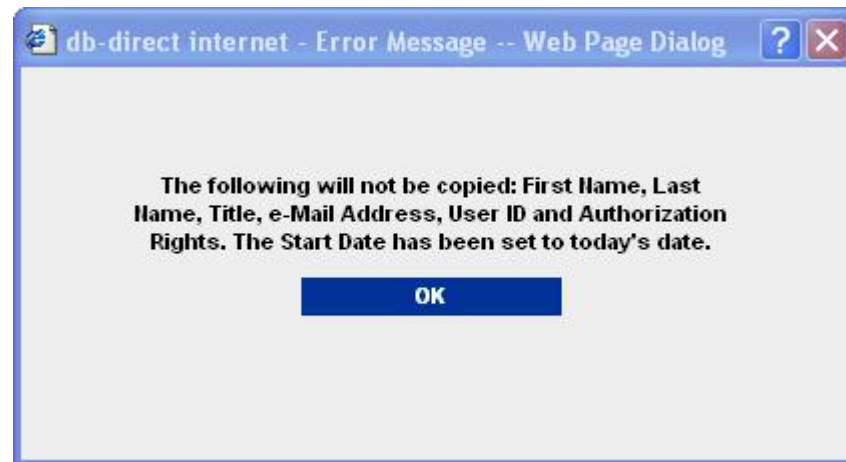 db-direct internet - Error Message -- Web Page Dialog ? X
The following will not be copied: First Name, Last
Name, Title, e-Mail Address, User ID and Authorization
Rights. The Start Date has been set to today's date.
OK